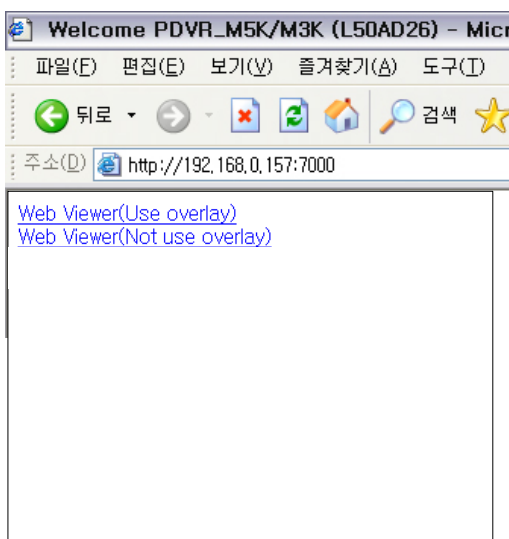 Welcome PDVR_M5K/M3K (L50AD26) - Micr
파일(F) 편집(E) 보기(V) 즐겨찾기(A) 도구(T)
뒤로 검색
주소(D) http://192,168,0,157:7000
Web Viewer(Use overlay)
Web Viewer(Not use overlay)